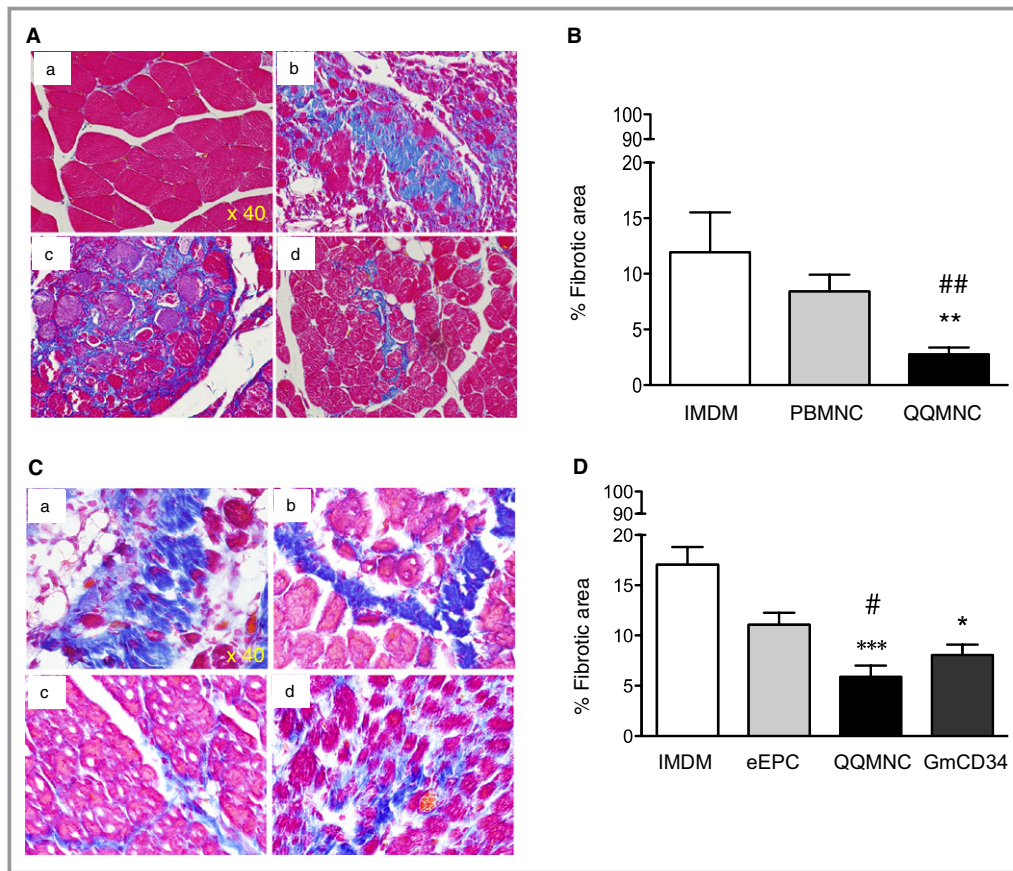 A
a
b
x 40
c
d
B
% Fibrotic area
100
90
20
15
10
5
0
##
**
IMDM PBMNC QQMNC
C
a
b
x 40
c
d
D
% Fibrotic area
100
90
20
15
10
5
0
#
***
*
IMDM eEPC QQMNC GmCD34